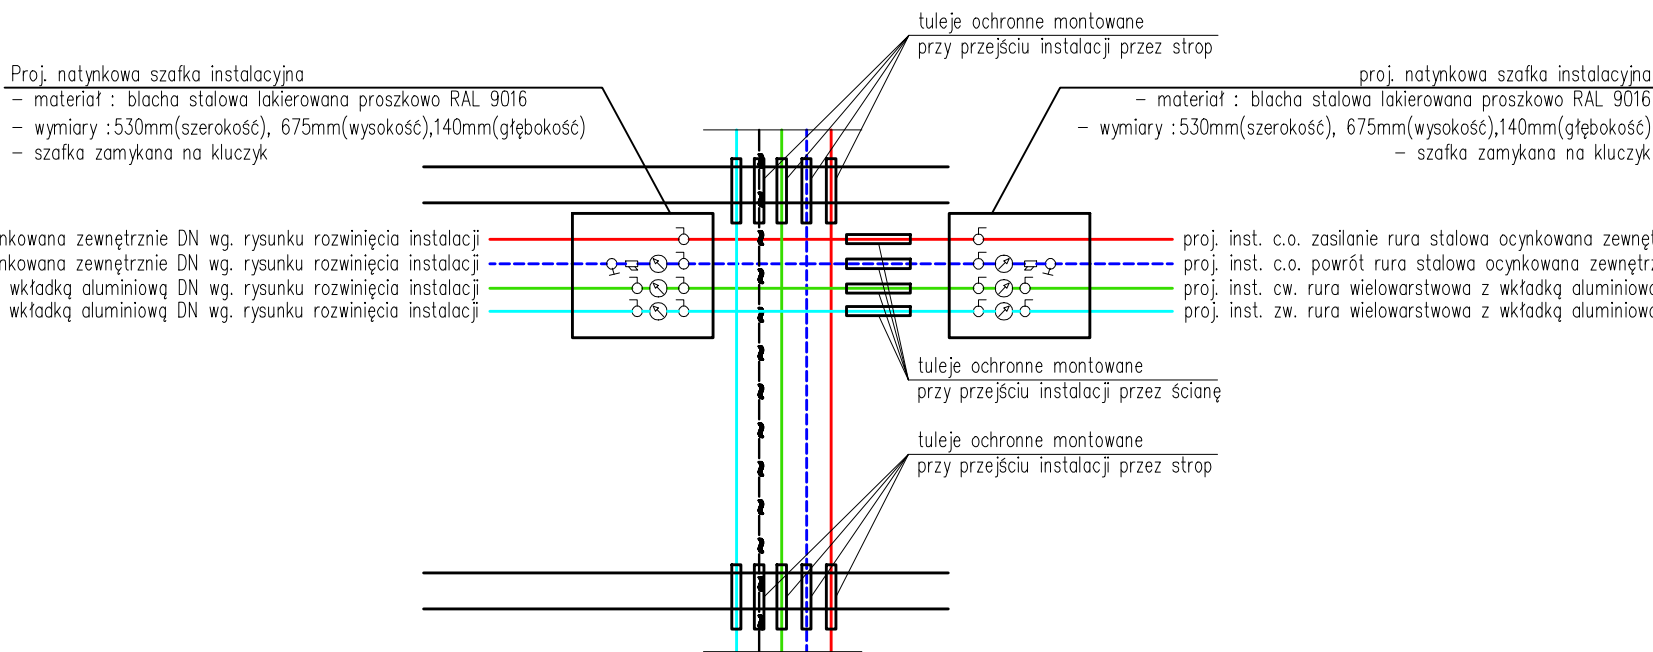 tuleje ochronne montowane
przy przejściu instalacji przez strop
Proj. natynkowa szafka instalacyjna
- materiał : blacha stalowa lakierowana proszkowo RAL 9016
- wymiary :530mm(szerokość), 675mm(wysokość),140mm(głębokość)
- szafka zamykana na kluczyk
proj. natynkowa szafka instalacyjna
- materiał : blacha stalowa lakierowana proszkowo RAL 9016
- wymiary :530mm(szerokość), 675mm(wysokość),140mm(głębokość)
- szafka zamykana na kluczyk
nkowana zewnętrznie DN wg. rysunku rozwinięcia instalacji
nkowana zewnętrznie DN wg. rysunku rozwinięcia instalacji
wkładką aluminiową DN wg. rysunku rozwinięcia instalacji
wkładką aluminiową DN wg. rysunku rozwinięcia instalacji
proj. inst. c.o. zasilanie rura stalowa ocynkowana zewnęt
proj. inst. c.o. powrót rura stalowa ocynkowana zewnętrz
proj. inst. cw. rura wielowarstwowa z wkładką aluminiow
proj. inst. zw. rura wielowarstwowa z wkładką aluminiow
tuleje ochronne montowane
przy przejściu instalacji przez ścianę
tuleje ochronne montowane
przy przejściu instalacji przez strop